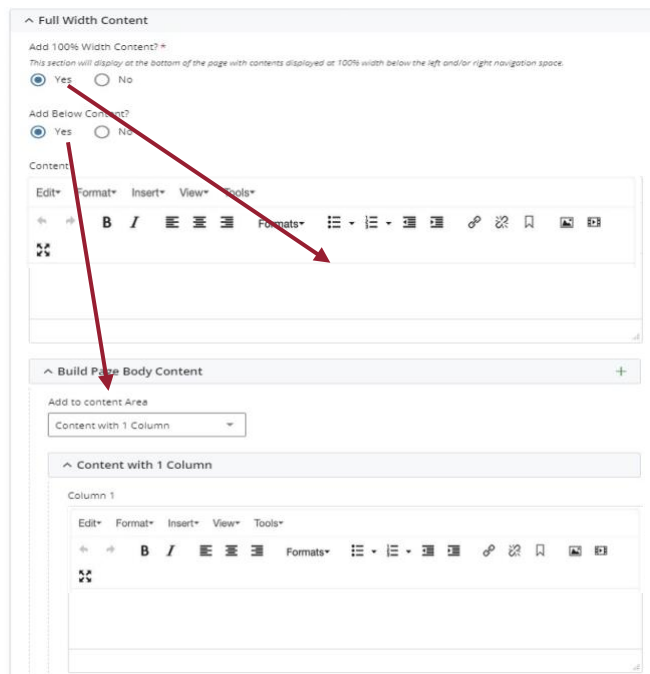 Full Width Content
Add 100% Width Content? *
This section will display at the bottom of the page with contents displayed at 100% width below the left and/or right navigation space.
Yes No
Add Below Content?
Yes No
Content
Edit Format Insert View Tools
B I Formats
Build Page Body Content +
Add to content Area
Content with 1 Column
Content with 1 Column
Column 1
Edit Format Insert View Tools
B I Formats